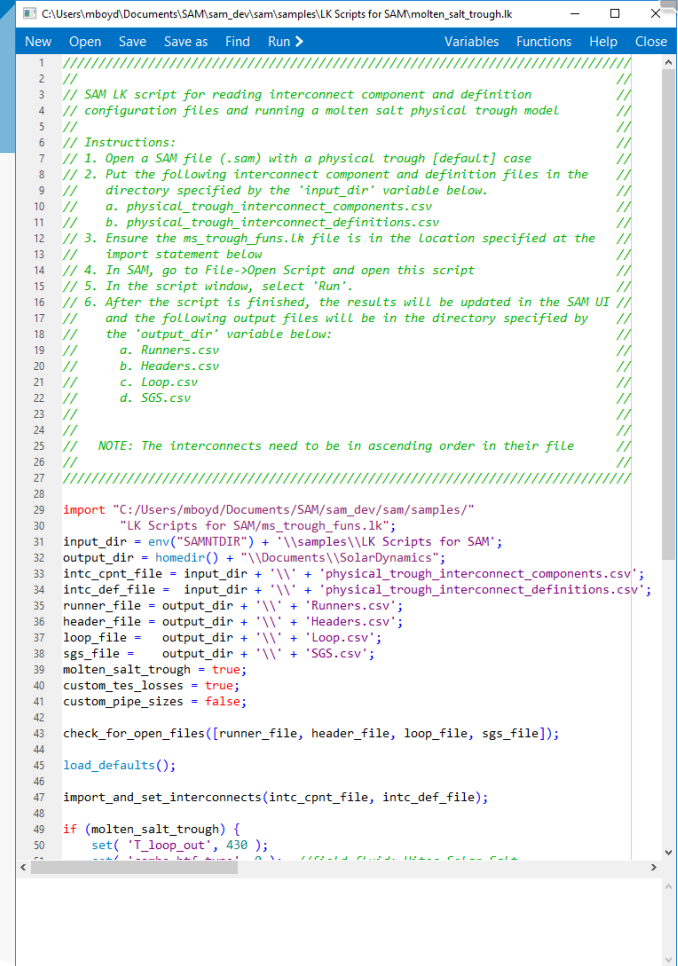 C:\Users\mboyd\Documents\SAM\sam_dev\sam\samples\LK Scripts for SAM\molten_salt_trough.lk
New Open Save Save as Find Run Variables Functions Help Close
1 ////////////////////////////////////////////////////////////////////////////////
2 // //
3 // SAM LK script for reading interconnect component and definition //
4 // configuration files and running a molten salt physical trough model //
5 // //
6 // Instructions: //
7 // 1. Open a SAM file (.sam) with a physical trough [default] case //
8 // 2. Put the following interconnect component and definition files in the //
9 // directory specified by the 'input_dir' variable below. //
10 // a. physical_trough_interconnect_components.csv //
11 // b. physical_trough_interconnect_definitions.csv //
12 // 3. Ensure the ms_trough_funs.lk file is in the location specified at the //
13 // import statement below //
14 // 4. In SAM, go to File->Open Script and open this script //
15 // 5. In the script window, select 'Run'. //
16 // 6. After the script is finished, the results will be updated in the SAM UI //
17 // and the following output files will be in the directory specified by //
18 // the 'output_dir' variable below: //
19 // a. Runners.csv //
20 // b. Headers.csv //
21 // c. Loop.csv //
22 // d. SGS.csv //
23 // //
24 // //
25 // NOTE: The interconnects need to be in ascending order in their file //
26 // //
27 ////////////////////////////////////////////////////////////////////////////////
28
29 import "C:/Users/mboyd/Documents/SAM/sam_dev/sam/samples/"
30 "LK Scripts for SAM/ms_trough_funs.lk";
31 input_dir = env("SAMNTDIR") + '\\samples\\LK Scripts for SAM';
32 output_dir = homedir() + "\\Documents\\SolarDynamics";
33 intc_cpnt_file = input_dir + '\\' + 'physical_trough_interconnect_components.csv';
34 intc_def_file = input_dir + '\\' + 'physical_trough_interconnect_definitions.csv';
35 runner_file = output_dir + '\\' + 'Runners.csv';
36 header_file = output_dir + '\\' + 'Headers.csv';
37 loop_file = output_dir + '\\' + 'Loop.csv';
38 sgs_file = output_dir + '\\' + 'SGS.csv';
39 molten_salt_trough = true;
40 custom_tes_losses = true;
41 custom_pipe_sizes = false;
42
43 check_for_open_files([runner_file, header_file, loop_file, sgs_file]);
44
45 load_defaults();
46
47 import_and_set_interconnects(intc_cpnt_file, intc_def_file);
48
49 if (molten_salt_trough) {
50 set( 'T_loop_out', 430 );